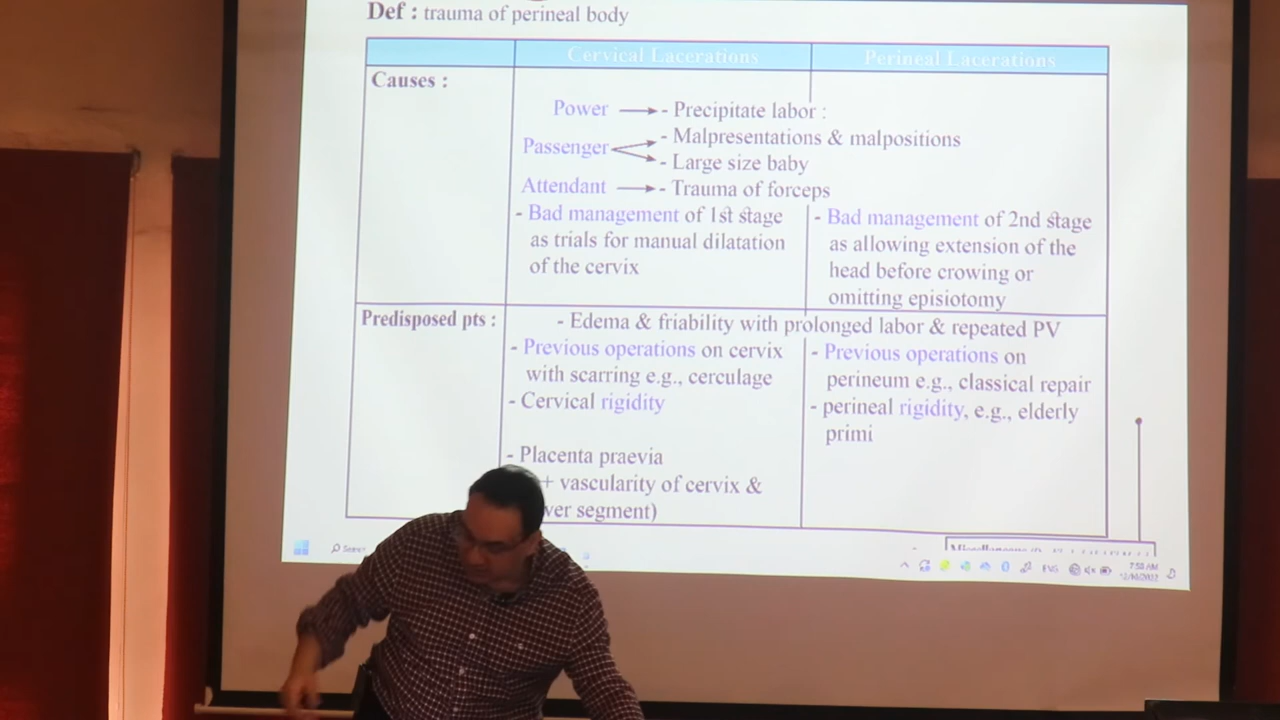 Def : trauma of perineal body
Cervical Lacerations
Perineal Lacerations
Causes :
Power
- Precipitate labor :
Passenger
- Malpresentations & malpositions
- Large size baby
Attendant
- Trauma of forceps
- Bad management of 1st stage
as trials for manual dilatation
of the cervix
- Bad management of 2nd stage
as allowing extension of the
head before crowing or
omitting episiotomy
Predisposed pts :
- Edema & friability with prolonged labor & repeated PV
- Previous operations on cervix
with scarring e.g., cerculage
- Cervical rigidity
- Placenta praevia
+ vascularity of cervix &
segment)
- Previous operations on
perineum e.g., classical repair
- perineal rigidity, e.g., elderly
primi
ENG
7:58 AM